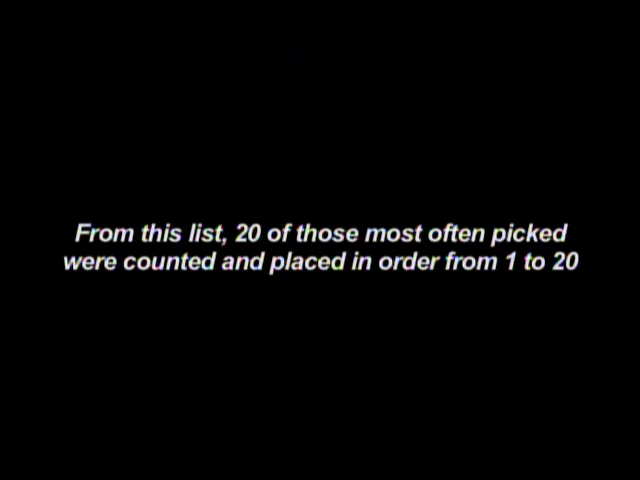 From this list, 20 of those most often picked
were counted and placed in order from 1 to 20